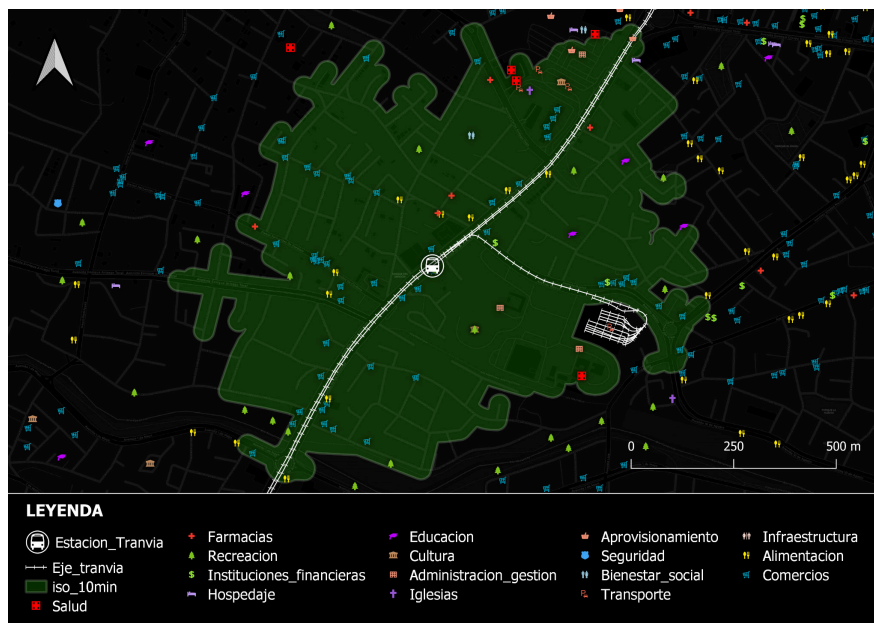 0 250 500 m
LEYENDA
Estacion_Tranvia
Eje_tranvia
iso_10min
Salud
Farmacias
Recreacion
Instituciones_financieras
Hospedaje
Educacion
Cultura
Administracion_gestion
Iglesias
Aprovisionamento
Seguridad
Bienestar_social
Transporte
Infraestructura
Alimentacion
Comercios